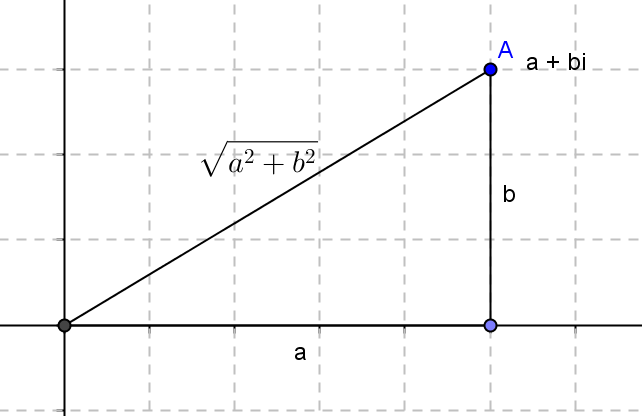 A
a + bi
√(a² + b²)
b
a